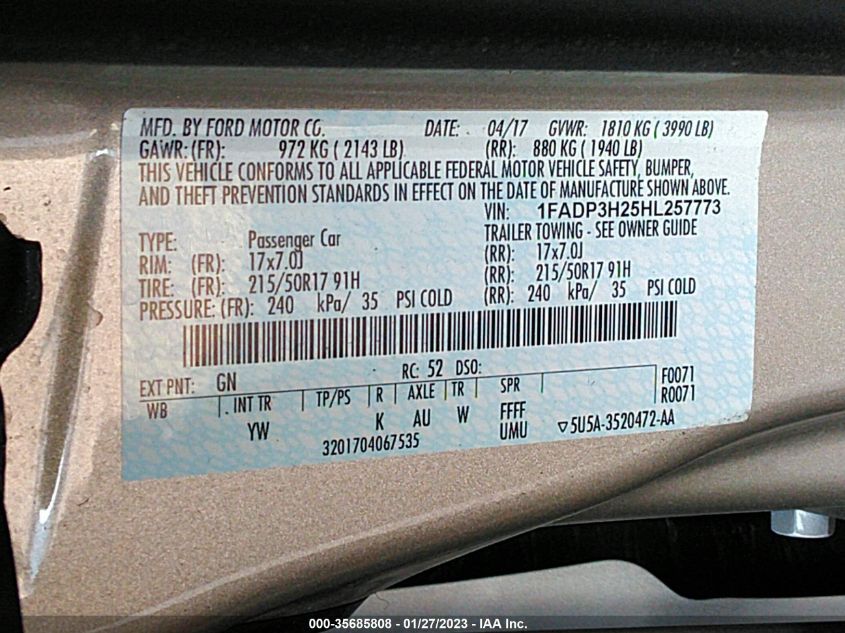 MFD. BY FORD MOTOR CO. DATE: 04/17 GVWR: 1810 KG ( 3990 LB)
GAWR: (FR): 972 KG ( 2143 LB) (RR): 880 KG ( 1940 LB)
THIS VEHICLE CONFORMS TO ALL APPLICABLE FEDERAL MOTOR VEHICLE SAFETY, BUMPER,
AND THEFT PREVENTION STANDARDS IN EFFECT ON THE DATE OF MANUFACTURE SHOWN ABOVE.
VIN: 1FADP3H25HL257773
TYPE: Passenger Car TRAILER TOWING - SEE OWNER GUIDE
RIM: (FR): 17x7.0J (RR): 17x7.0J
TIRE: (FR): 215/50R17 91H (RR): 215/50R17 91H
PRESSURE: (FR): 240 kPa/ 35 PSI COLD (RR): 240 kPa/ 35 PSI COLD
EXT PNT: GN RC: 52 DSO: F0071
WB INT TR TP/PS R AXLE TR SPR R0071
YW K AU W FFFF
UMU ▽5U5A-3520472-AA
3201704067535
000-35685808 - 01/27/2023 - IAA Inc.